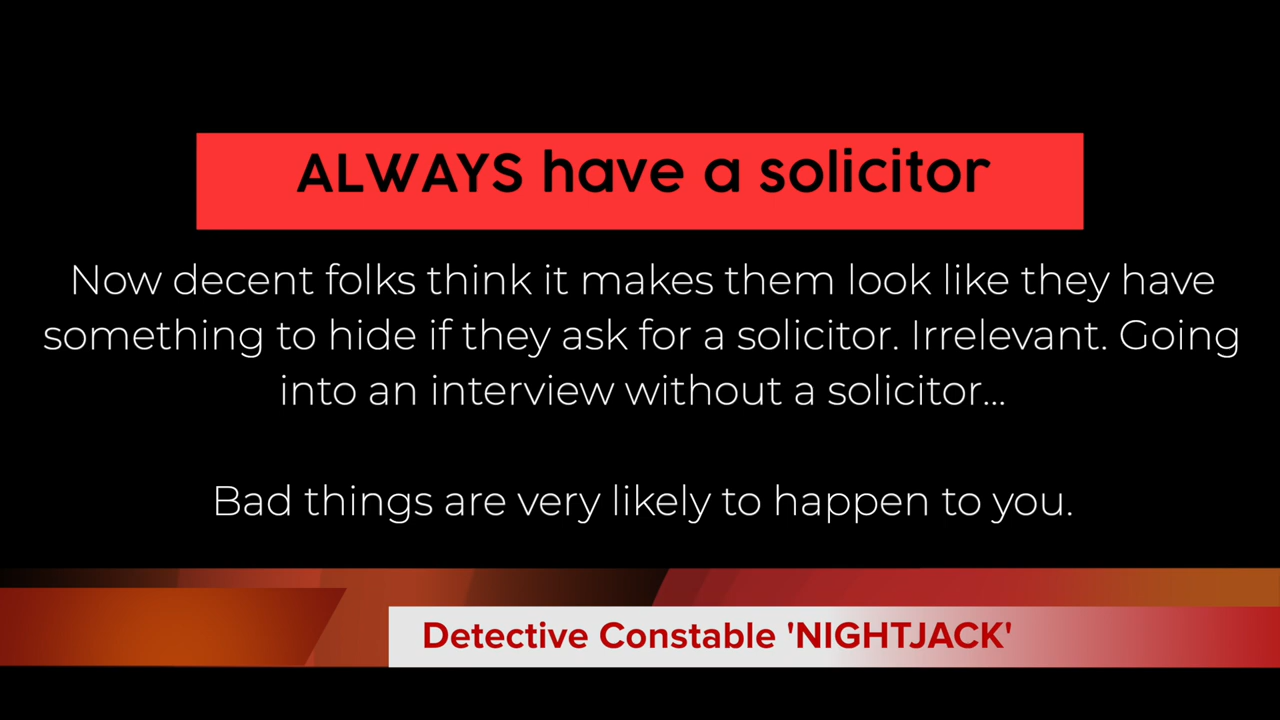 ALWAYS have a solicitor
Now decent folks think it makes them look like they have
something to hide if they ask for a solicitor. Irrelevant. Going
into an interview without a solicitor...
Bad things are very likely to happen to you.
Detective Constable 'NIGHTJACK'